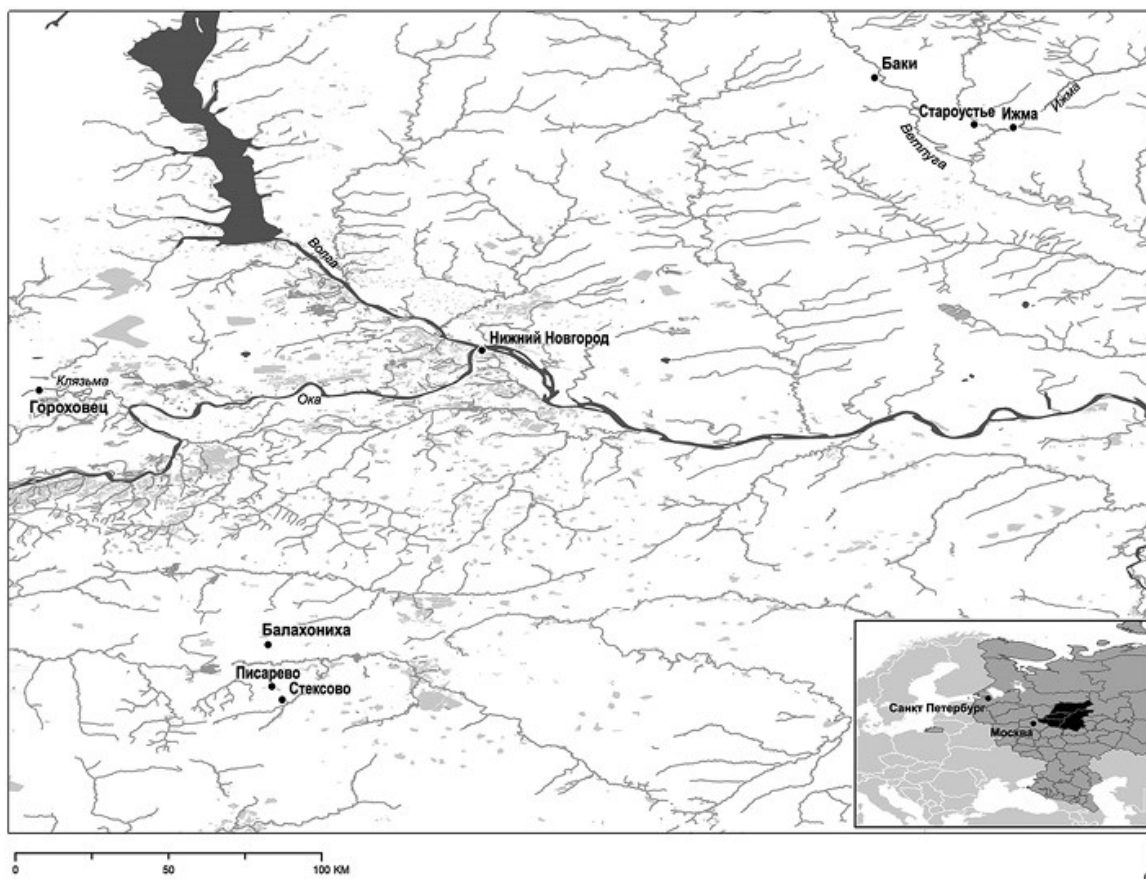 Баки
Староустье
Ижма
Ижма
Ветлуга
Волга
Нижний Новгород
Клязьма
Гороховец
Ока
Балахониха
Писарево
Стексово
Санкт Петербург
Москва
0 50 100 КМ